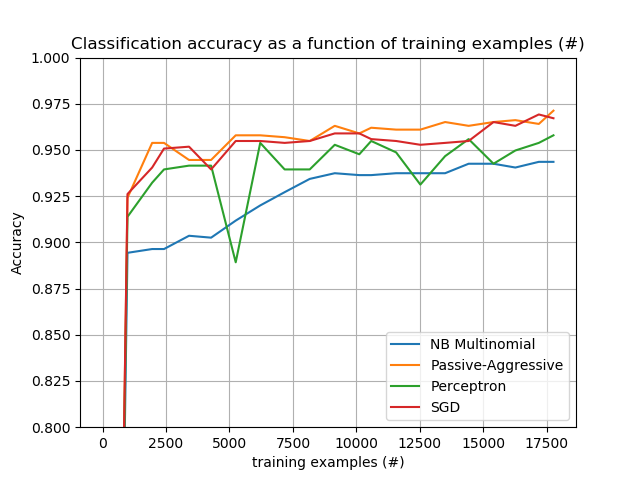 Classification accuracy as a function of training examples (#)
1.000
0.975
0.950
0.925
0.900
0.875
0.850
0.825
0.800
Accuracy
NB Multinomial
Passive-Aggressive
Perceptron
SGD
0 2500 5000 7500 10000 12500 15000 17500
training examples (#)